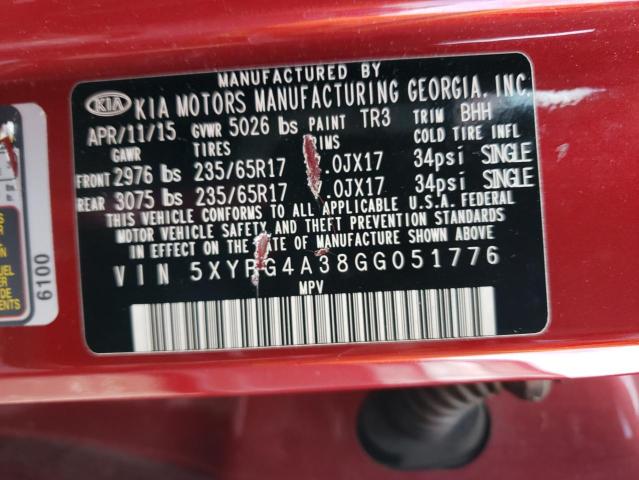 MANUFACTURED BY
KIA KIA MOTORS MANUFACTURING GEORGIA, INC.
APR/11/15 GVWR 5026 lbs PAINT TR3 TRIM BHH
GAWR TIRES RIMS COLD TIRE INFL
FRONT 2976 lbs 235/65R17 .0JX17 34psi SINGLE
REAR 3075 lbs 235/65R17 .0JX17 34psi SINGLE
THIS VEHICLE CONFORMS TO ALL APPLICABLE U.S.A. FEDERAL
MOTOR VEHICLE SAFETY AND THEFT PREVENTION STANDARDS
IN EFFECT ON THE DATE OF MANUFACTURE SHOWN ABOVE
VIN 5XYPG4A38GG051776
MPV
6100